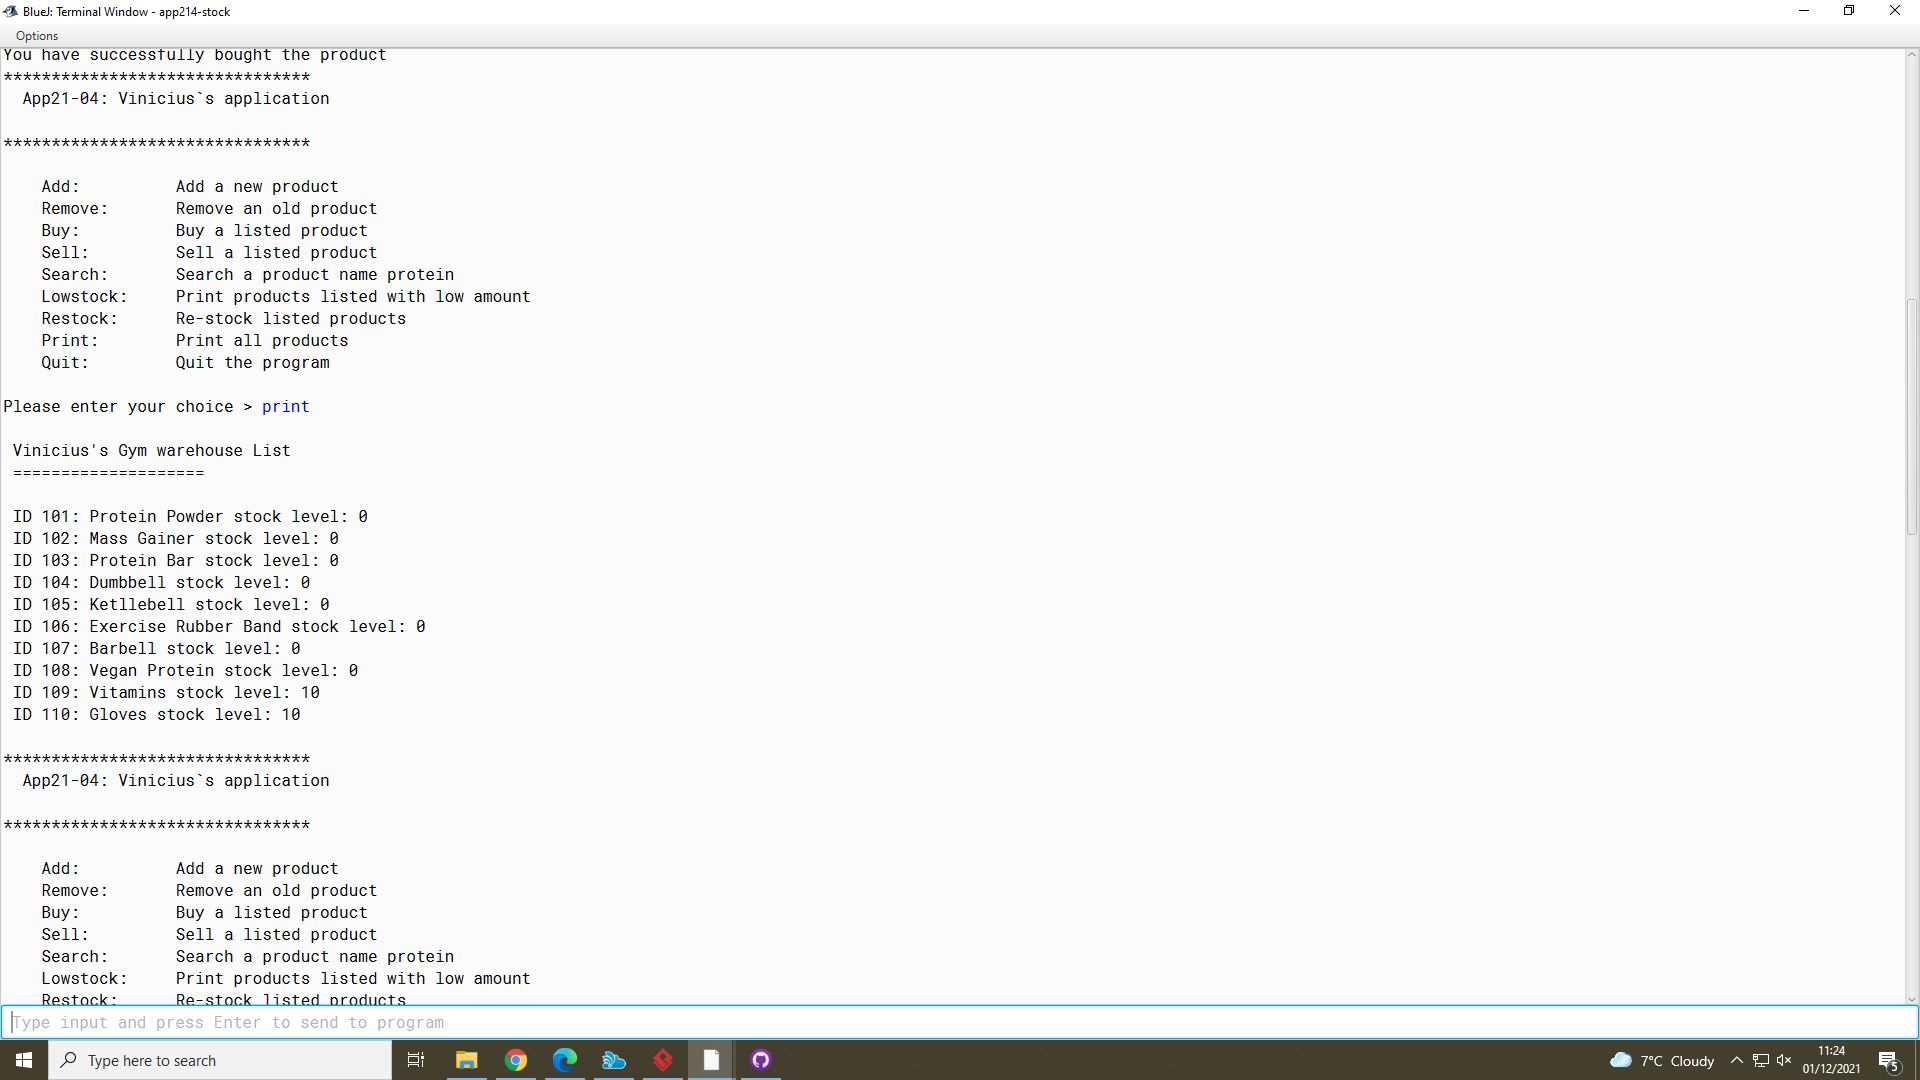 BlueJ: Terminal Window - app214-stock
Options
You have successfully bought the product
********************************
App21-04: Vinicius`s application
********************************
Add: Add a new product
Remove: Remove an old product
Buy: Buy a listed product
Sell: Sell a listed product
Search: Search a product name protein
Lowstock: Print products listed with low amount
Restock: Re-stock listed products
Print: Print all products
Quit: Quit the program
Please enter your choice > print
Vinicius's Gym warehouse List
====================
ID 101: Protein Powder stock level: 0
ID 102: Mass Gainer stock level: 0
ID 103: Protein Bar stock level: 0
ID 104: Dumbbell stock level: 0
ID 105: Ketllebell stock level: 0
ID 106: Exercise Rubber Band stock level: 0
ID 107: Barbell stock level: 0
ID 108: Vegan Protein stock level: 0
ID 109: Vitamins stock level: 10
ID 110: Gloves stock level: 10
********************************
App21-04: Vinicius`s application
********************************
Add: Add a new product
Remove: Remove an old product
Buy: Buy a listed product
Sell: Sell a listed product
Search: Search a product name protein
Lowstock: Print products listed with low amount
Restock: Re-stock listed products
Type input and press Enter to send to program
Type here to search
7°C Cloudy
11:24
01/12/2021
5